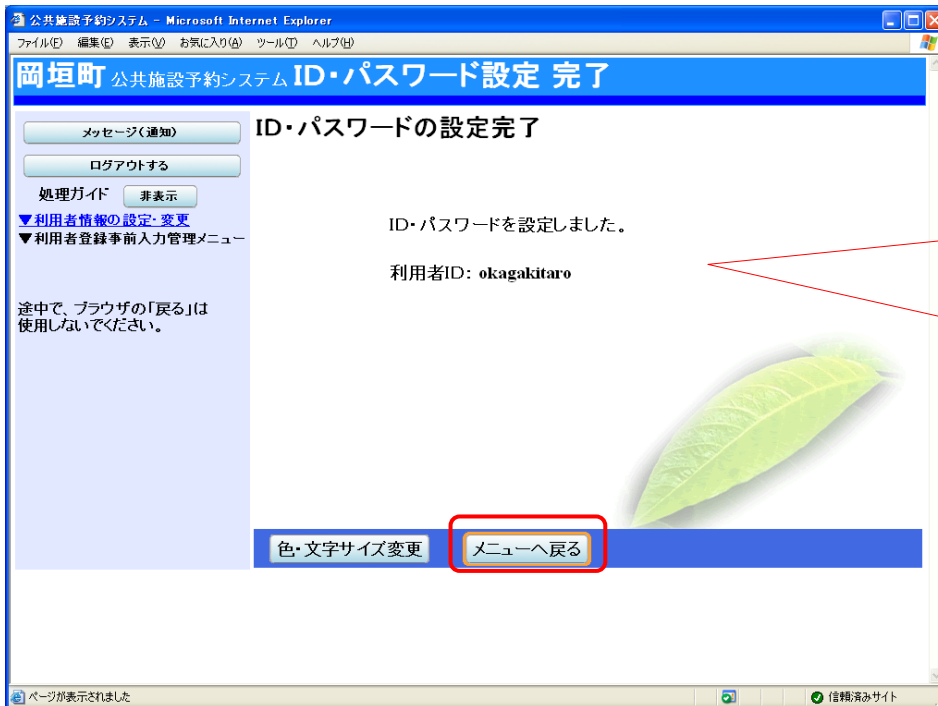 公共施設予約システム - Microsoft Internet Explorer
ファイル(F) 編集(E) 表示(V) お気に入り(A) ツール(T) ヘルプ(H)
岡垣町 公共施設予約システム ID・パスワード設定 完了
メッセージ(通知)
ログアウトする
処理ガイド 非表示
▼利用者情報の設定・変更
▼利用者登録事前入力管理メニュー
途中で、ブラウザの「戻る」は
使用しないでください。
ID・パスワードの設定完了
ID・パスワードを設定しました。
利用者ID: okagakitaro
色・文字サイズ変更 メニューへ戻る
ページが表示されました 信頼済みサイト